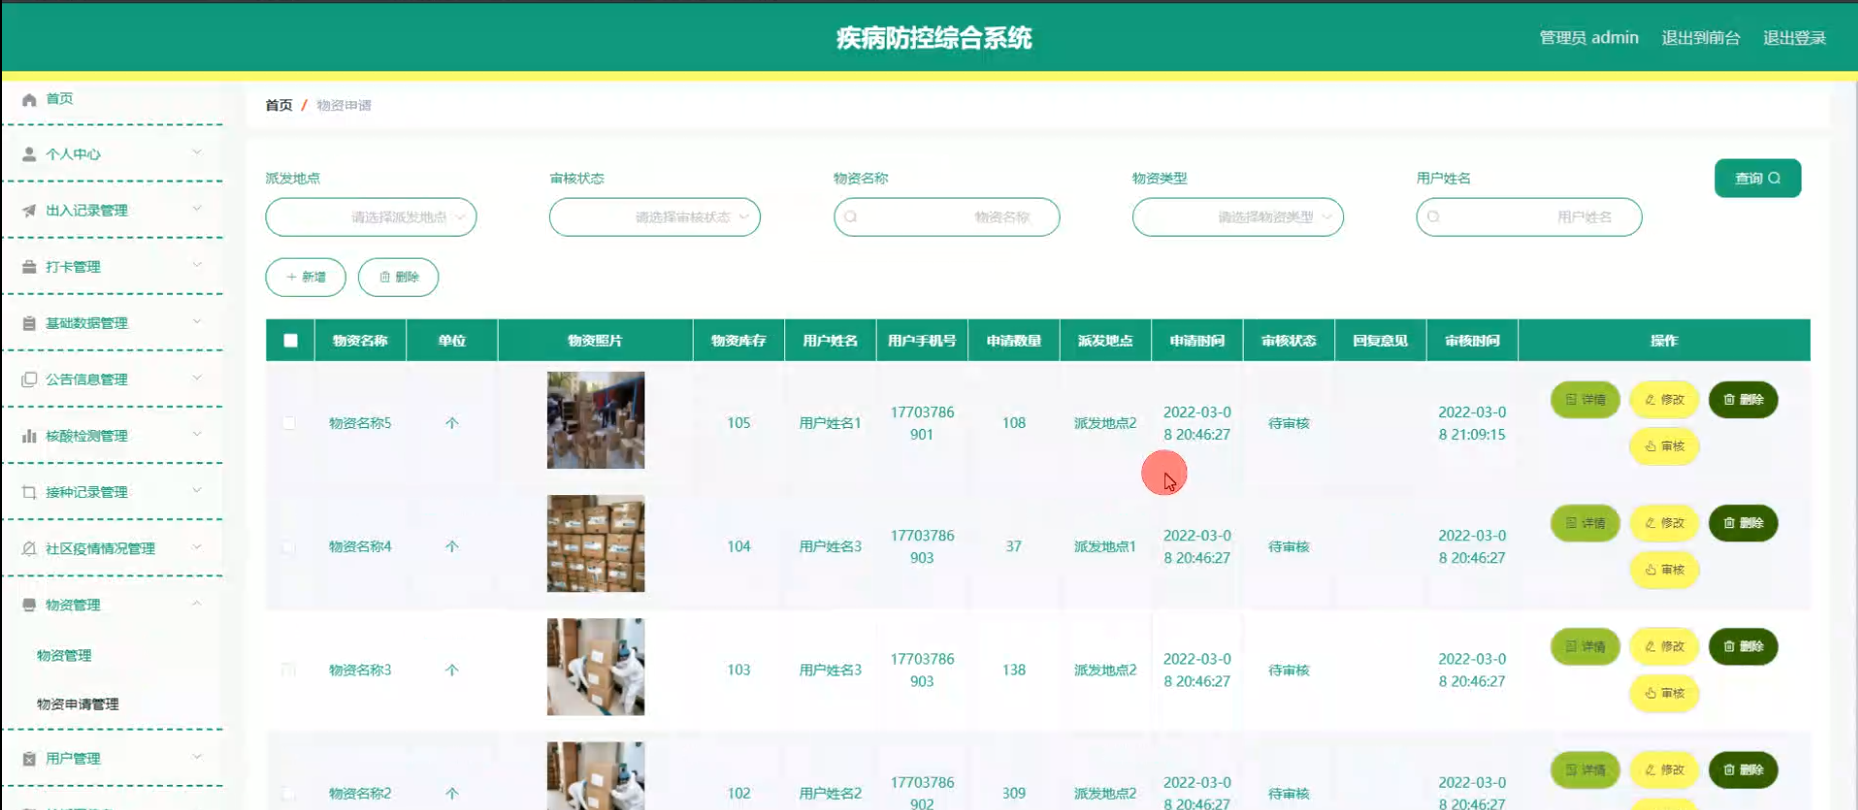 疾病防控综合系统
管理员 admin 退出到前台 退出登录
首页
个人中心
出入记录管理
打卡管理
基础数据管理
公告信息管理
核酸检测管理
接种记录管理
社区疫情情况管理
物资管理
物资管理
物资申请管理
用户管理
首页 / 物资申请
派发地点 审核状态 物资名称 物资类型 用户姓名 查询
请选择派发地点 请选择审核状态 物资名称 请选择物资类型 用户姓名
+ 新增 删除
物资名称 单位 物资照片 物资库存 用户姓名 用户手机号 申请数量 派发地点 申请时间 审核状态 回复意见 审核时间 操作
物资名称5 个 105 用户姓名1 17703786901 108 派发地点2 2022-03-08 20:46:27 待审核 2022-03-08 21:09:15 详情 修改 删除
审核
物资名称4 个 104 用户姓名3 17703786903 37 派发地点1 2022-03-08 20:46:27 待审核 2022-03-08 20:46:27 详情 修改 删除
审核
物资名称3 个 103 用户姓名3 17703786903 138 派发地点2 2022-03-08 20:46:27 待审核 2022-03-08 20:46:27 详情 修改 删除
审核
物资名称2 个 102 用户姓名2 17703786902 309 派发地点2 2022-03-08 20:46:27 待审核 2022-03-08 20:46:27 详情 修改 删除